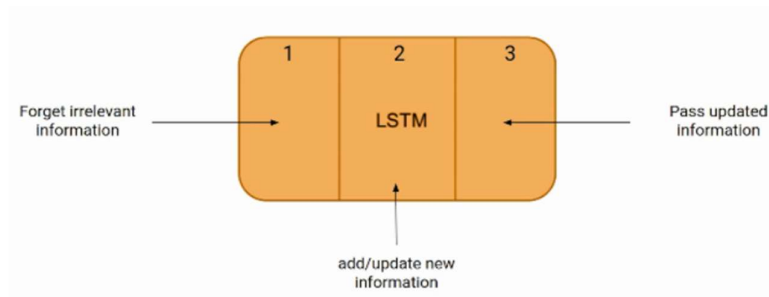 1
2
3
LSTM
Forget irrelevant
information
Pass updated
information
add/update new
information